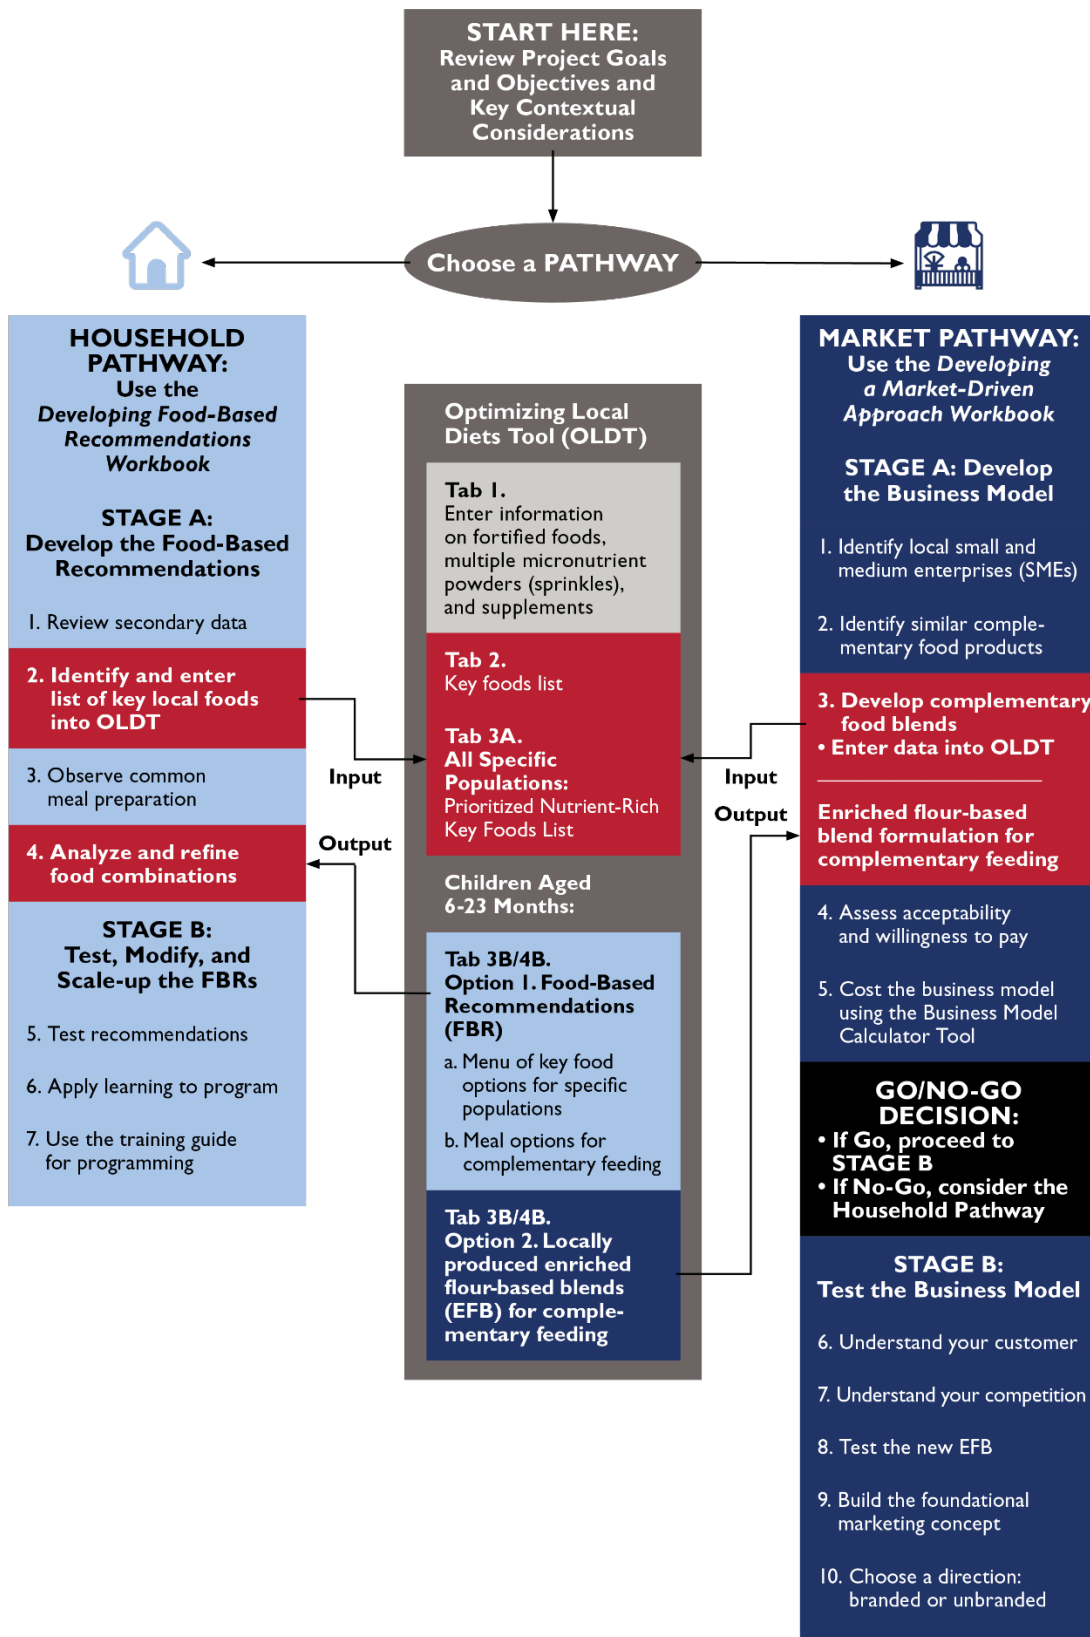 START HERE:
Review Project Goals
and Objectives and
Key Contextual
Considerations
Choose a PATHWAY
HOUSEHOLD
PATHWAY:
Use the
Developing Food-Based
Recommendations
Workbook
STAGE A:
Develop the Food-Based
Recommendations
1. Review secondary data
2. Identify and enter
list of key local foods
into OLDT
3. Observe common
meal preparation
4. Analyze and refine
food combinations
STAGE B:
Test, Modify, and
Scale-up the FBRs
5. Test recommendations
6. Apply learning to program
7. Use the training guide
for programming
Input
Output
Optimizing Local
Diets Tool (OLDT)
Tab 1.
Enter information
on fortified foods,
multiple micronutrient
powders (sprinkles),
and supplements
Tab 2.
Key foods list
Tab 3A.
All Specific
Populations:
Prioritized Nutrient-Rich
Key Foods List
Children Aged
6-23 Months:
Tab 3B/4B.
Option 1. Food-Based
Recommendations
(FBR)
a. Menu of key food
options for specific
populations
b. Meal options for
complementary feeding
Tab 3B/4B.
Option 2. Locally
produced enriched
flour-based blends
(EFB) for comple-
mentary feeding
Input
Output
MARKET PATHWAY:
Use the Developing
a Market-Driven
Approach Workbook
STAGE A: Develop
the Business Model
1. Identify local small and
medium enterprises (SMEs)
2. Identify similar comple-
mentary food products
3. Develop complementary
food blends
• Enter data into OLDT
Enriched flour-based
blend formulation for
complementary feeding
4. Assess acceptability
and willingness to pay
5. Cost the business model
using the Business Model
Calculator Tool
GO/NO-GO
DECISION:
• If Go, proceed to
STAGE B
• If No-Go, consider the
Household Pathway
STAGE B:
Test the Business Model
6. Understand your customer
7. Understand your competition
8. Test the new EFB
9. Build the foundational
marketing concept
10. Choose a direction:
branded or unbranded